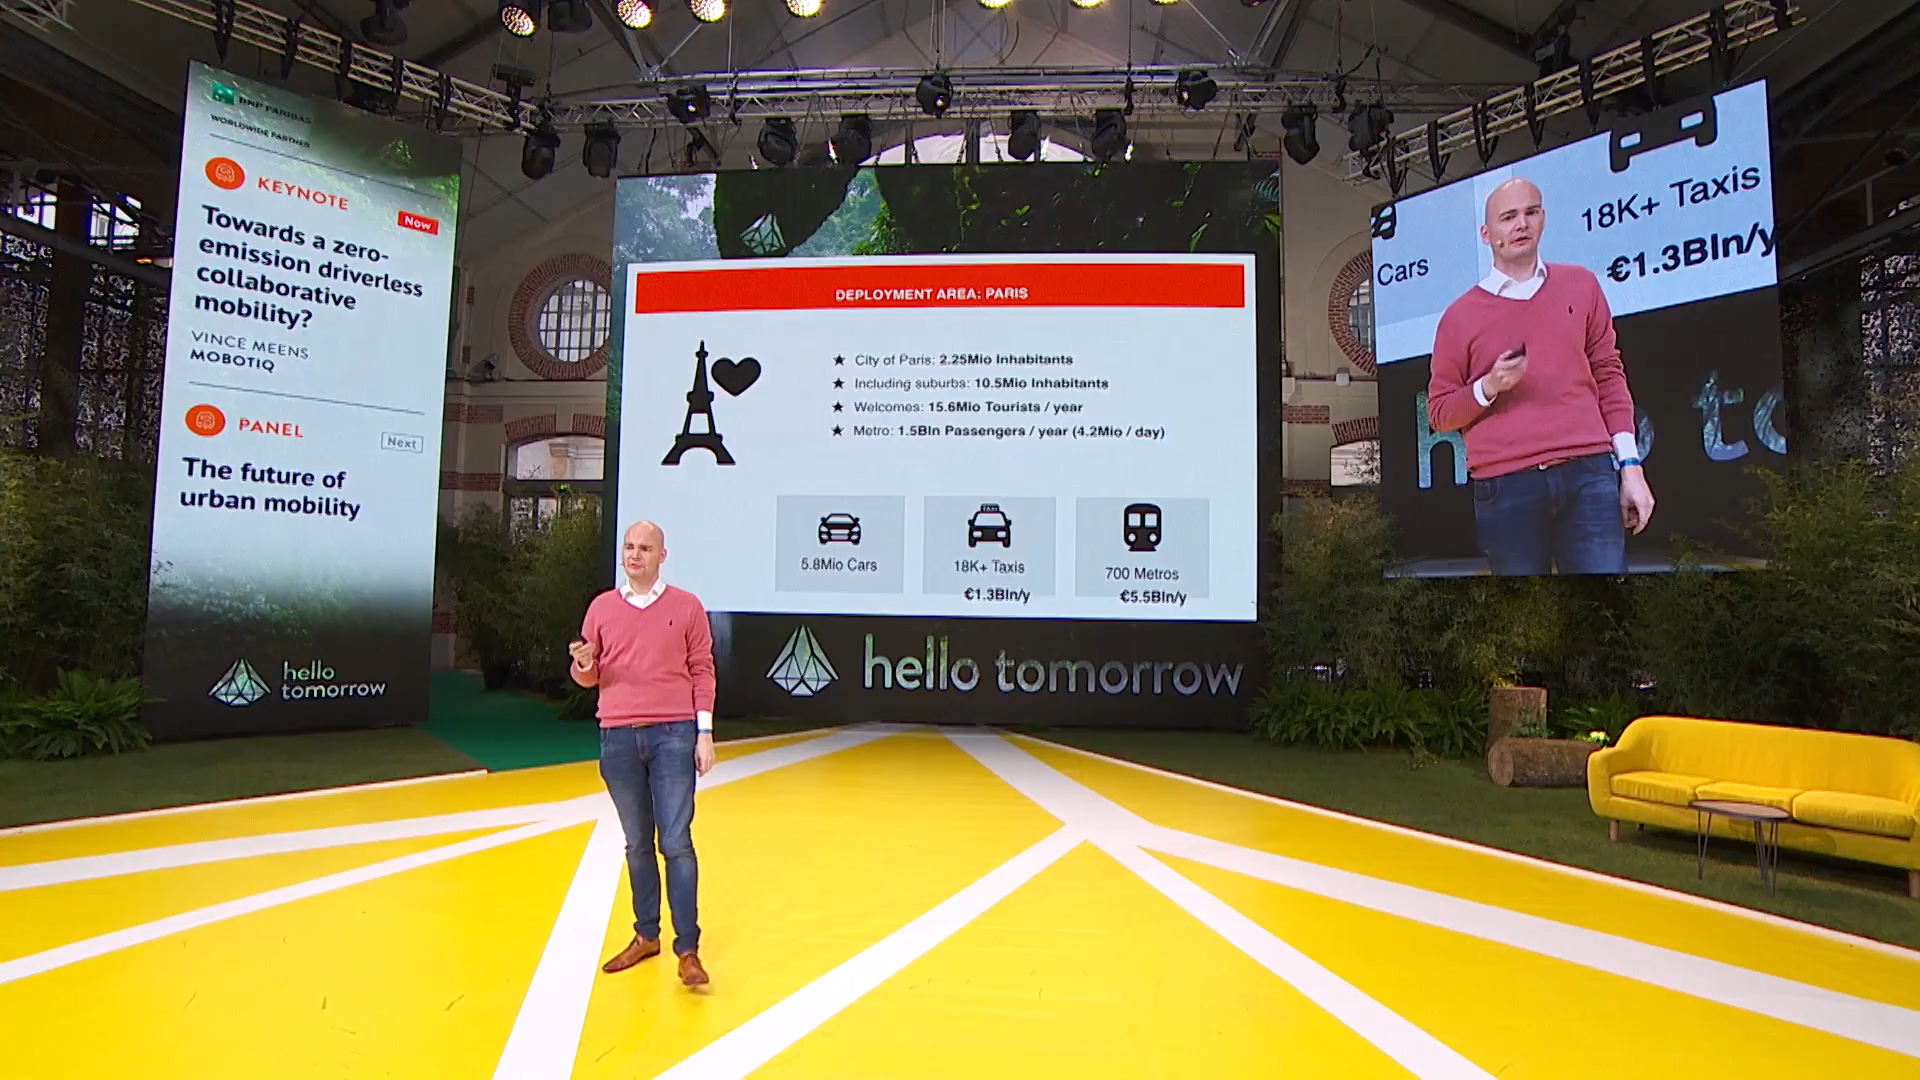 BNP PARIBAS
WORLDWIDE PARTNER
KEYNOTE
Now
Towards a zero-
emission driverless
collaborative
mobility?
VINCE MEENS
MOBOTIQ
PANEL
Next
The future of
urban mobility
hello
tomorrow
DEPLOYMENT AREA: PARIS
★ City of Paris: 2.25Mio Inhabitants
★ Including suburbs: 10.5Mio Inhabitants
★ Welcomes: 15.6Mio Tourists / year
★ Metro: 1.5Bln Passengers / year (4.2Mio / day)
5.8Mio Cars
TAXI
18K+ Taxis
€1.3Bln/y
700 Metros
€5.5Bln/y
hello tomorrow
Cars
18K+ Taxis
€1.3Bln/y
h to